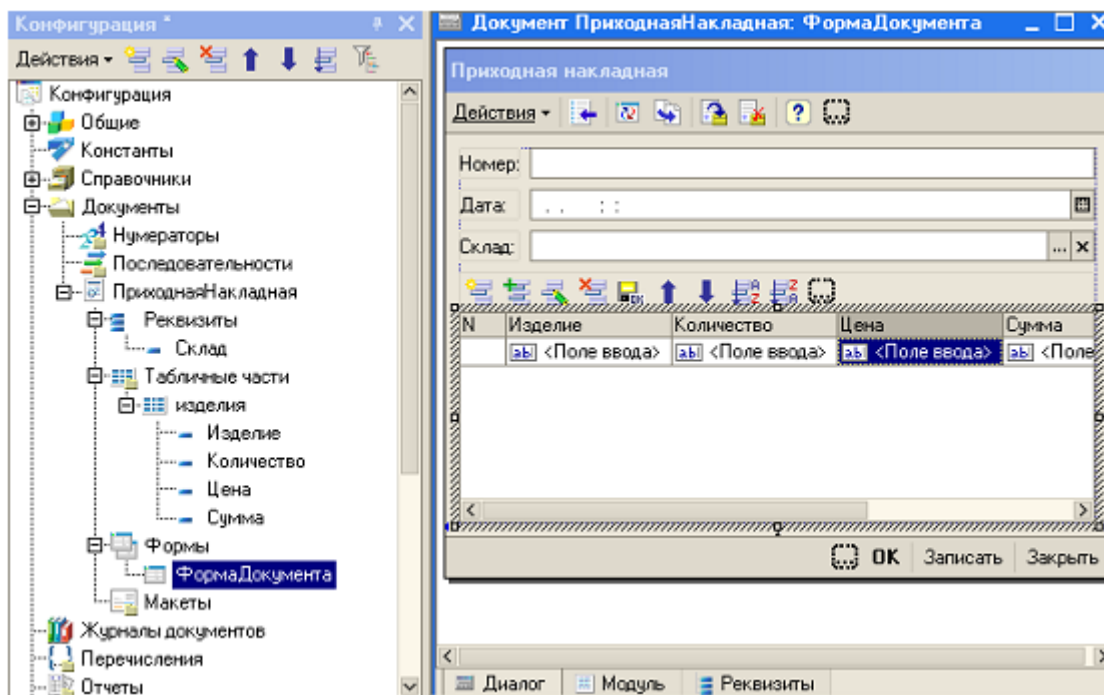 Конфигурация *
Действия
Конфигурация
Общие
Константы
Справочники
Документы
Нумераторы
Последовательности
ПриходнаяНакладная
Реквизиты
Склад
Табличные части
изделия
Изделие
Количество
Цена
Сумма
Формы
ФормаДокумента
Макеты
Журналы документов
Перечисления
Отчеты
Документ ПриходнаяНакладная: ФормаДокумента
Приходная накладная
Действия
Номер:
Дата: . . : :
Склад: ...
N Изделие Количество Цена Сумма
<Поле ввода> <Поле ввода> <Поле ввода> <Поле
OK Записать Закрыть
Диалог Модуль Реквизиты